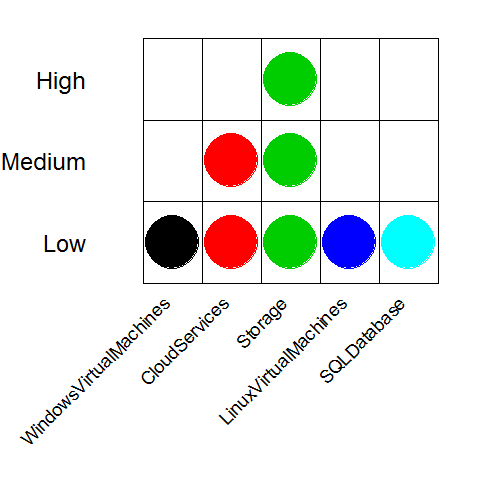 High
Medium
Low
WindowsVirtualMachines
CloudServices
Storage
LinuxVirtualMachines
SQLDatabase